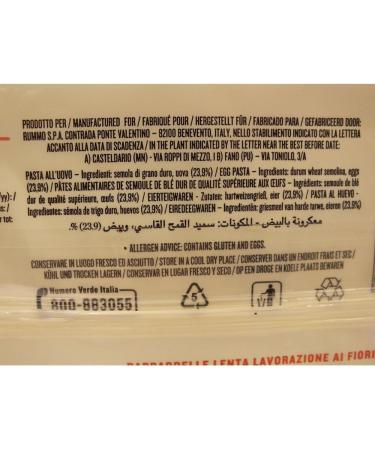 PRODOTTO PER / MANUFACTURED FOR / FABRIQUÉ POUR / HERGESTELLT FÜR / FABRICADO PARA / GEFABRICEERD DOOR:
RUMMO S.P.A. CONTRADA PONTE VALENTINO – 82100 BENEVENTO, ITALY, NELLO STABILIMENTO INDICATO CON LA LETTERA
ACCANTO ALLA DATA DI SCADENZA / IN THE PLANT INDICATED BY THE LETTER NEAR THE BEST BEFORE DATE:
A) CASTELDARIO (MN) - VIA ROPPI DI MEZZO, 1 B) FANO (PU) – VIA TONIOLO, 3/A
PASTA ALL'UOVO - Ingredienti: semola di grano duro, uova (23,9%) / EGG PASTA - Ingredients: durum wheat semolina, eggs
(23,9%) / PÂTES ALIMENTAIRES DE SEMOULE DE BLÉ DUR DE QUALITÉ SUPÉRIEURE AUX ŒUFS - Ingrédients: semoule de blé
dur de qualité supérieure, œufs (23,9%) / EIERTEIGWAREN - Zutaten: hartweizengrieß, eier (23,9%) / PASTA AL HUEVO -
Ingredientes: sémola de trigo duro, huevos (23,9%) / EIREDEEGWAREN - Ingrediënten: griesmeel van harde tarwe, eieren (23,9%)
معكرونة بالبيض - المكونات: سميد القمح القاسي، وبيض (23.9) %.
• ALLERGEN ADVICE: CONTAINS GLUTEN AND EGGS.
CONSERVARE IN LUOGO FRESCO ED ASCIUTTO / STORE IN A COOL DRY PLACE / CONSERVER DANS UN ENDROIT FRAIS ET SEC /
KÜHL UND TROCKEN LAGERN / CONSERVAR EN LUGAR FRESCO Y SECO / OP EEN DROGE EN KOELE PLAATS BEWAREN
yy): /
r: /
tot:
Numero Verde Italia
800-883055
5
PAPPARDELLE LENTA LAVORAZIONE AI FIORI